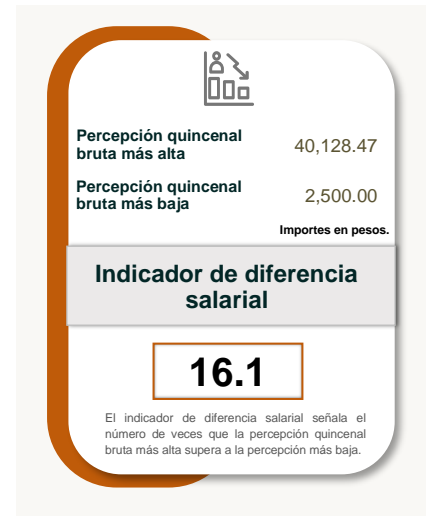 Percepción quincenal
bruta más alta
40,128.47
Percepción quincenal
bruta más baja
2,500.00
Importes en pesos.
Indicador de diferencia
salarial
16.1
El indicador de diferencia salarial señala el
número de veces que la percepción quincenal
bruta más alta supera a la percepción más baja.